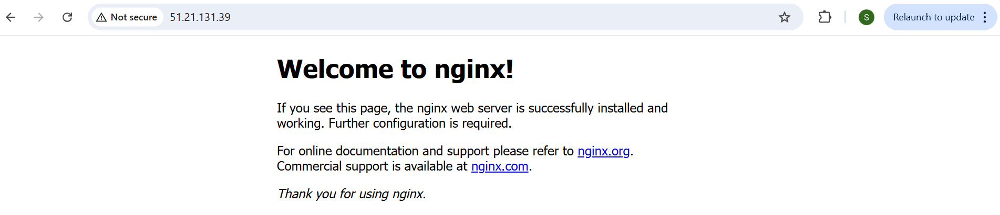 Not secure 51.21.131.39 S Relaunch to update
Welcome to nginx!
If you see this page, the nginx web server is successfully installed and
working. Further configuration is required.
For online documentation and support please refer to nginx.org.
Commercial support is available at nginx.com.
Thank you for using nginx.